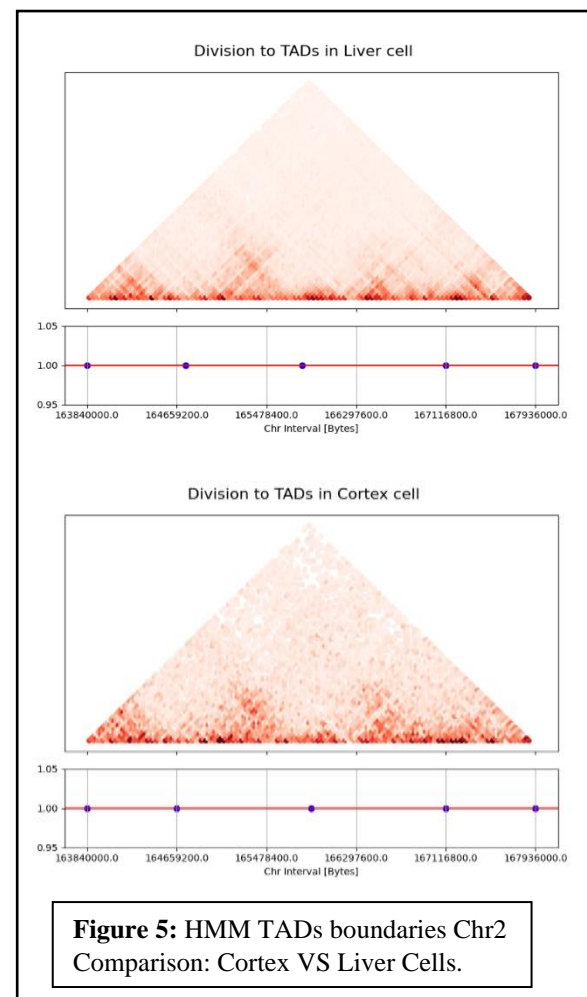 Division to TADs in Liver cell
1.05
1.00
0.95
163840000.0 164659200.0 165478400.0 166297600.0 167116800.0 167936000.0
Chr Interval [Bytes]
Division to TADs in Cortex cell
1.05
1.00
0.95
163840000.0 164659200.0 165478400.0 166297600.0 167116800.0 167936000.0
Chr Interval [Bytes]
Figure 5: HMM TADs boundaries Chr2
Comparison: Cortex VS Liver Cells.